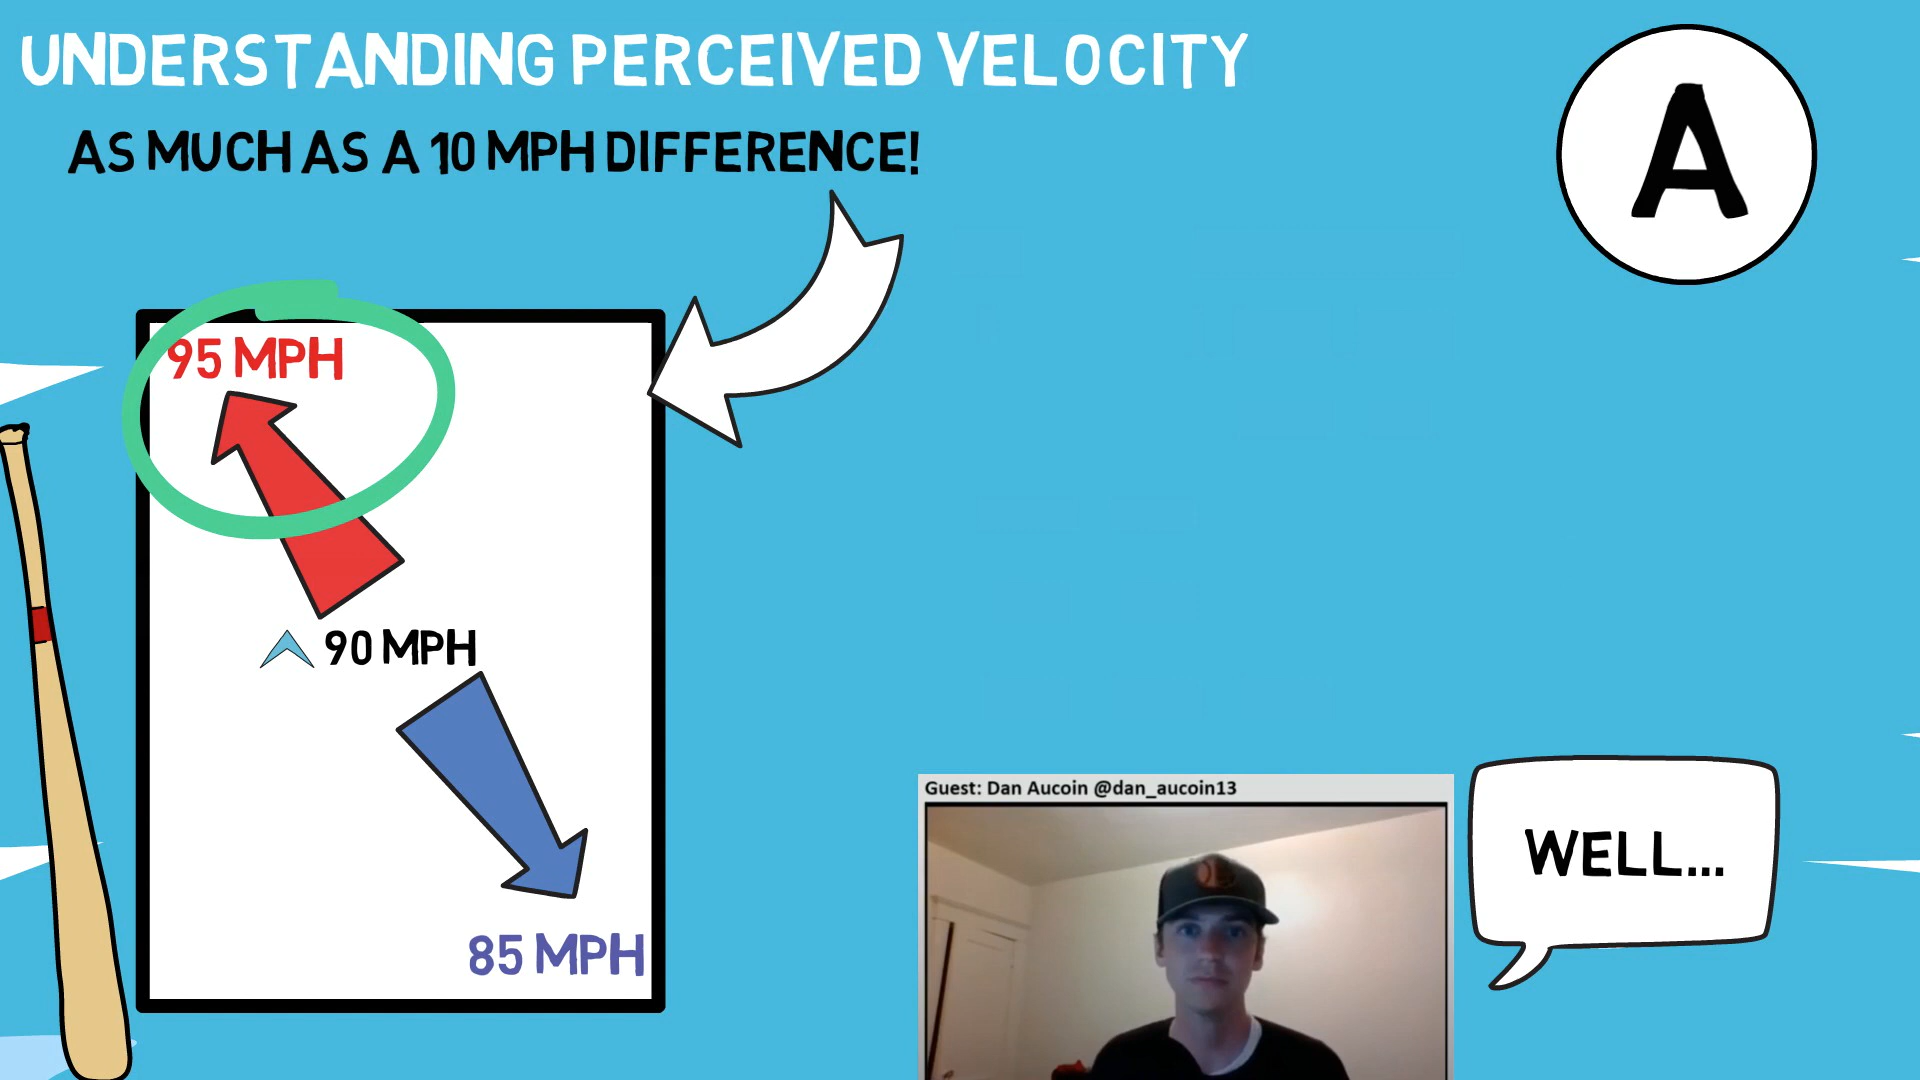 UNDERSTANDING PERCEIVED VELOCITY
AS MUCH AS A 10 MPH DIFFERENCE!
A
95 MPH
90 MPH
85 MPH
Guest: Dan Aucoin @dan_aucoin13
WELL...